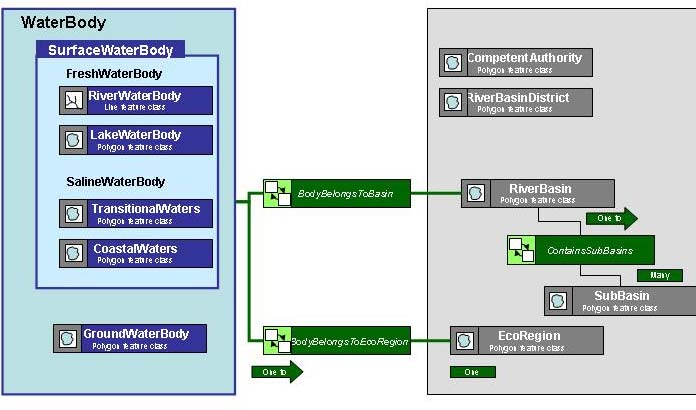 WaterBody
SurfaceWaterBody
FreshWaterBody
RiverWaterBody
Line feature class
LakeWaterBody
Polygon feature class
SalineWaterBody
TransitionalWaters
Polygon feature class
CoastalWaters
Polygon feature class
GroundWaterBody
Polygon feature class
BodyBelongsToBasin
BodyBelongsToEcoRegion
One to
CompetentAuthority
Polygon feature class
RiverBasinDistrict
Polygon feature class
RiverBasin
Polygon feature class
One to
ContainsSubBasins
Many
SubBasin
Polygon feature class
EcoRegion
Polygon feature class
One